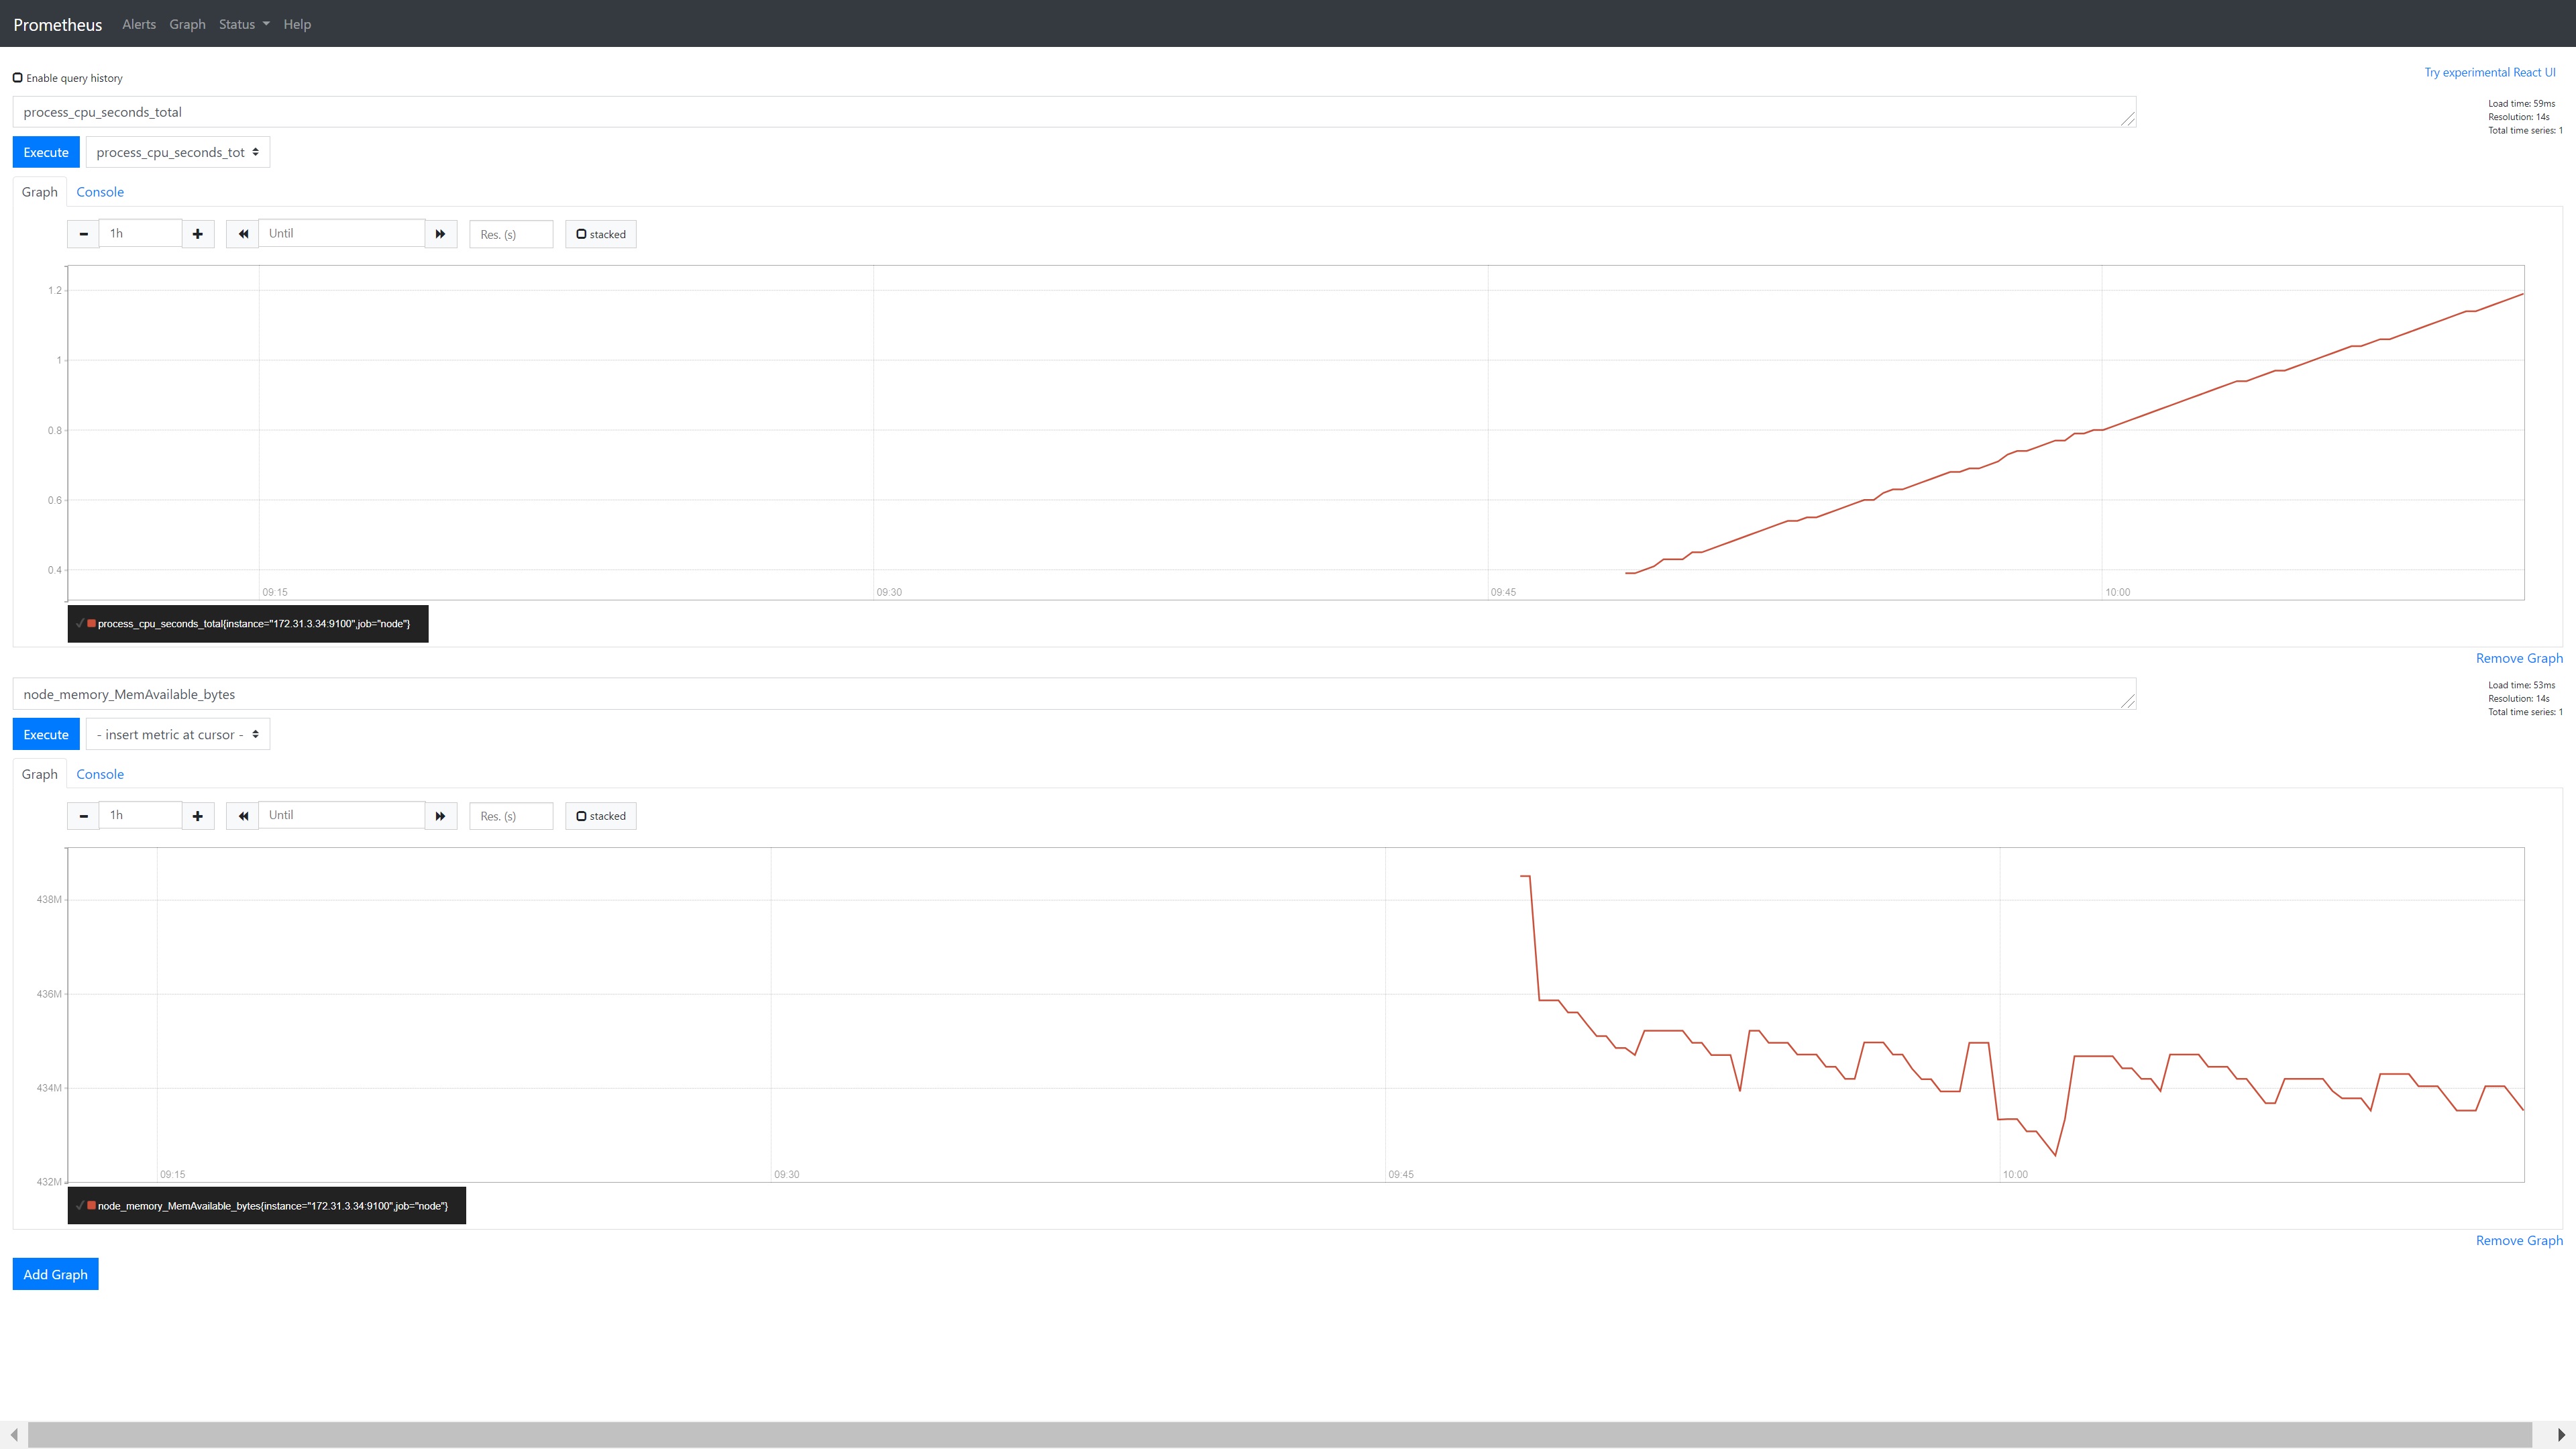 Prometheus Alerts Graph Status Help
Enable query history
Try experimental React UI
process_cpu_seconds_total
Load time: 59ms
Resolution: 14s
Total time series: 1
Execute process_cpu_seconds_tot
Graph Console
1h Until Res. (s) stacked
1.2
1
0.8
0.6
0.4
09:15 09:30 09:45 10:00
process_cpu_seconds_total{instance="172.31.3.34:9100",job="node"}
Remove Graph
node_memory_MemAvailable_bytes
Load time: 53ms
Resolution: 14s
Total time series: 1
Execute - insert metric at cursor -
Graph Console
1h Until Res. (s) stacked
438M
436M
434M
09:15 09:30 09:45 10:00
432M
node_memory_MemAvailable_bytes{instance="172.31.3.34:9100",job="node"}
Remove Graph
Add Graph